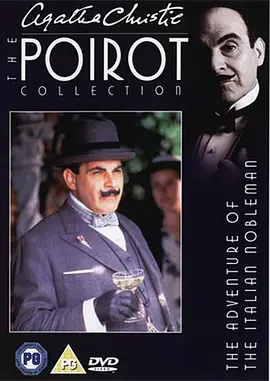 Agatha Christie
THE
POIROT
COLLECTION
THE ADVENTURE OF
THE ITALIAN NOBLEMAN
PG
PG
DVD
VIDEO